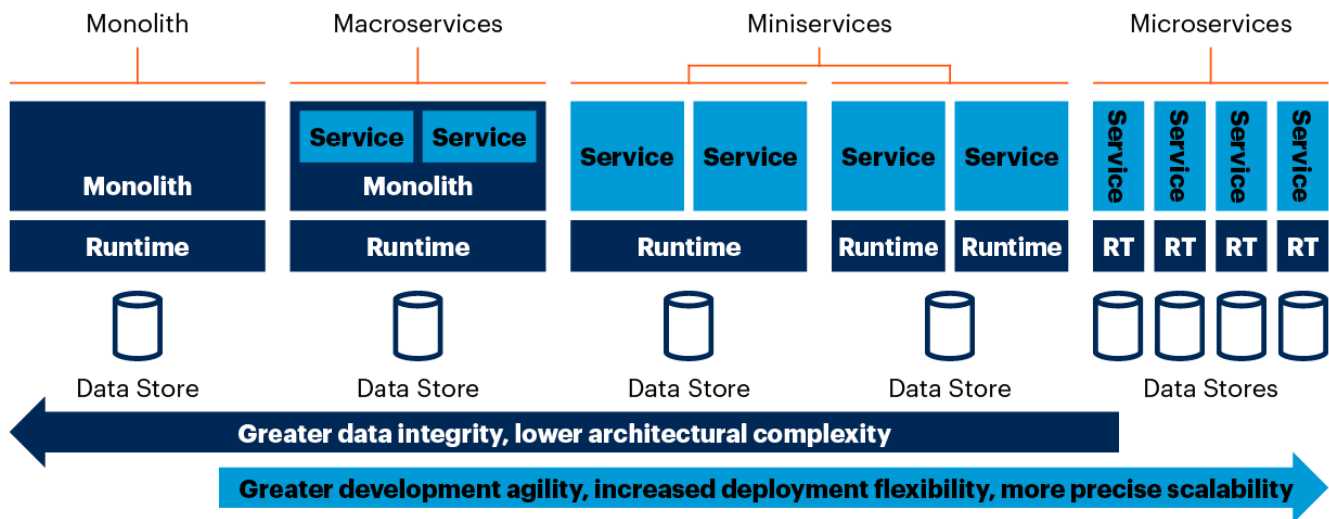 Monolith
Macroservices
Miniservices
Microservices
Monolith
Service Service
Monolith
Service Service
Service Service
Service Service Service Service
Runtime
Runtime
Runtime
Runtime Runtime
RT RT RT RT
Data Store
Data Store
Data Store
Data Store
Data Stores
Greater data integrity, lower architectural complexity
Greater development agility, increased deployment flexibility, more precise scalability